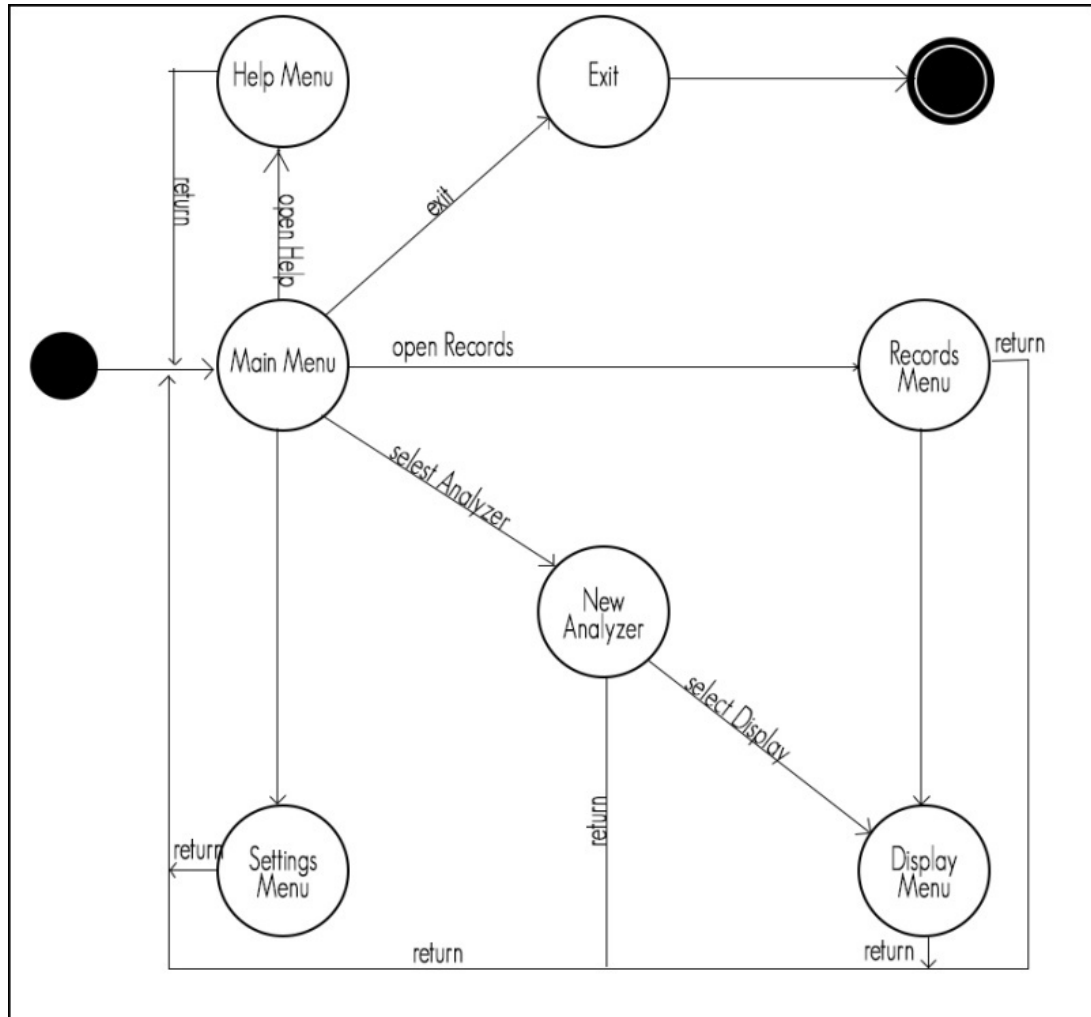 Help Menu
Exit
return
open Help
exit
Main Menu
open Records
Records
Menu
return
selest Analyzer
New
Analyzer
select Display
return
return
Settings
Menu
Display
Menu
return
return